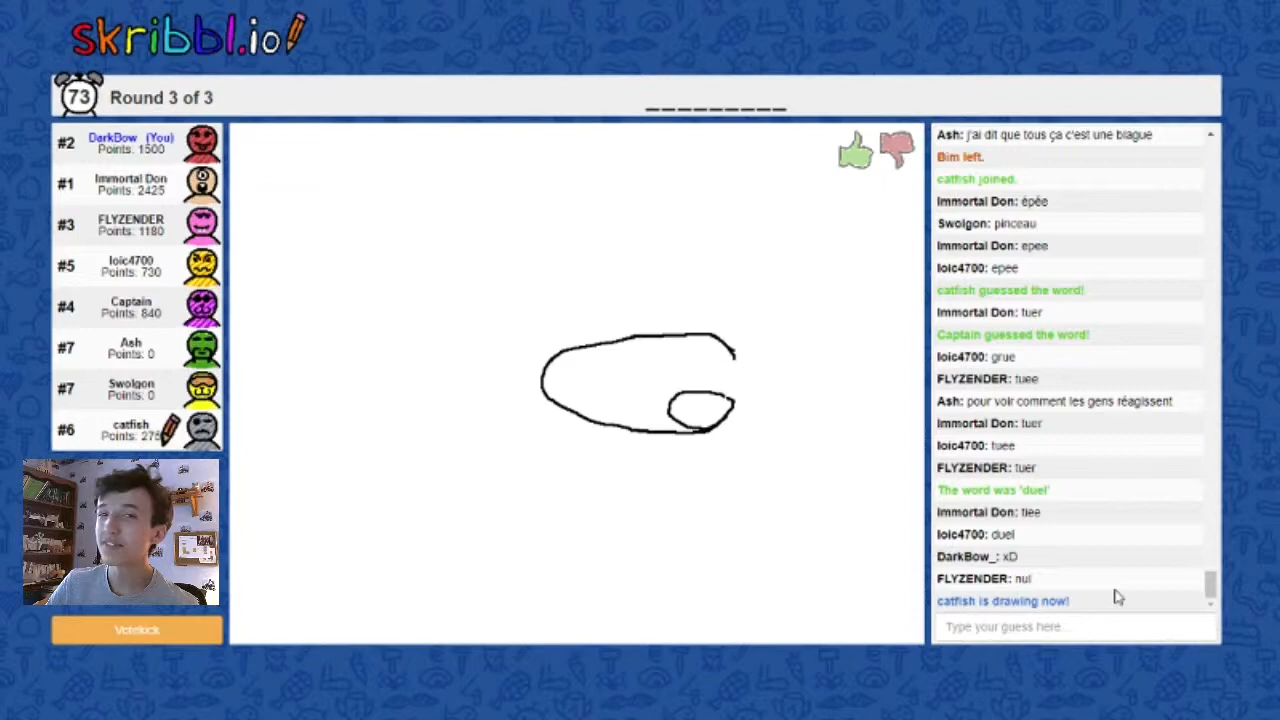 skribbl.io
73
Round 3 of 3
_________
#2
DarkBow (You)
Points: 1500
#1
Immortal Don
Points: 2425
#3
FLYZENDER
Points: 1180
#5
loic4700
Points: 730
#4
Captain
Points: 840
#7
Ash
Points: 0
#7
Swolgon
Points: 0
#6
catfish
Points: 275
Votekick
Ash: j'ai dit que tous ça c'est une blague
Bim left.
catfish joined.
Immortal Don: épée
Swolgon: pinceau
Immortal Don: epee
loic4700: epee
catfish guessed the word!
Immortal Don: tuer
Captain guessed the word!
loic4700: grue
FLYZENDER: tuee
Ash: pour voir comment les gens réagissent
Immortal Don: tuer
loic4700: tuee
FLYZENDER: tuer
The word was 'duel'
Immortal Don: tiee
loic4700: duel
DarkBow_: xD
FLYZENDER: nul
catfish is drawing now!
Type your guess here...